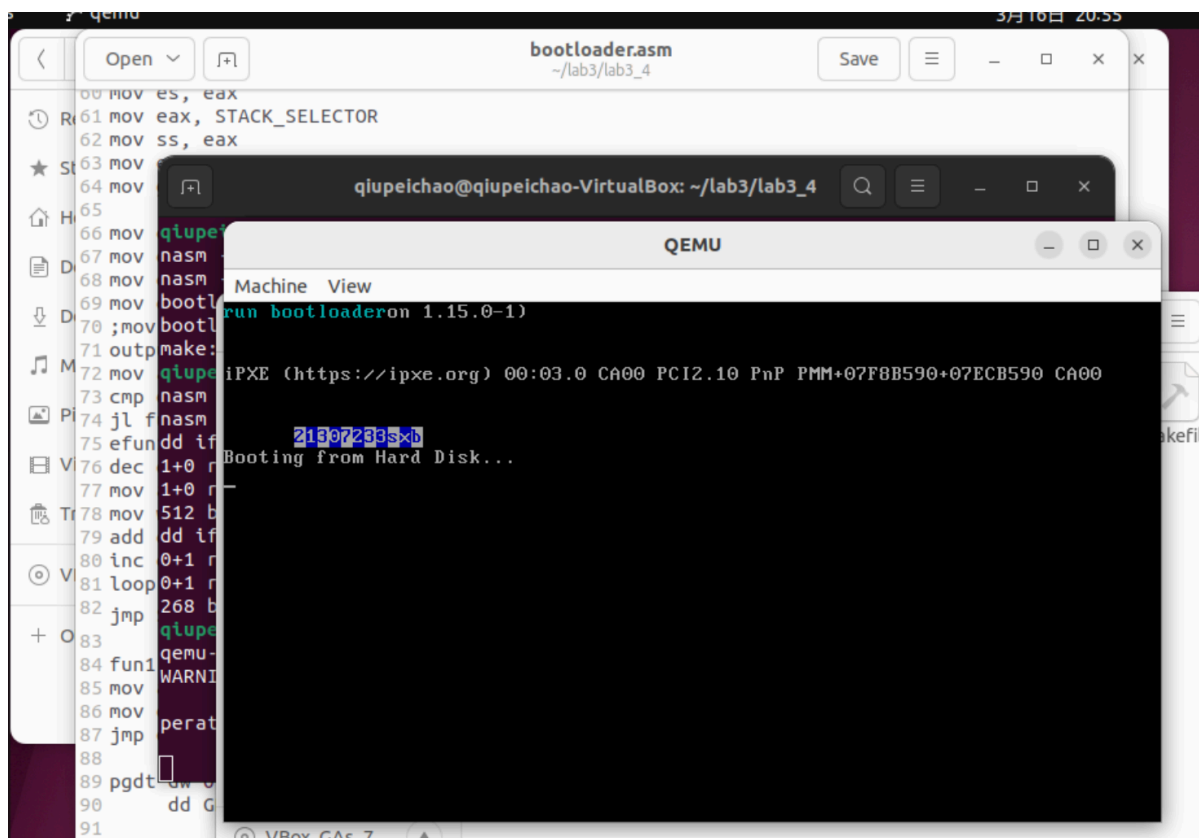 qemu
3月16日 20:55
Open
bootloader.asm
~/lab3/lab3_4
Save
60 mov es, eax
61 mov eax, STACK_SELECTOR
62 mov ss, eax
63 mov
64 mov
65
66 mov
67 mov
68 mov
69 mov
70 ;mov
71 outp
72 mov
73 cmp
74 jl f
75 efun
76 dec
77 mov
78 mov
79 add
80 inc
81 loop
82 jmp
83
84 fun1
85 mov
86 mov
87 jmp
88
89 pgdt dw 0
90 dd G
91
qiupeichao@qiupeichao-VirtualBox: ~/lab3/lab3_4
qiupei
nasm
nasm
bootl
bootl
make:
qiupe
nasm
nasm
dd if
1+0 r
1+0 r
512 b
dd if
0+1 r
0+1 r
268 b
qiupe
qemu-
WARNI
perat
QEMU
Machine View
run bootloaderon 1.15.0-1)
iPXE (https://ipxe.org) 00:03.0 CA00 PCI2.10 PnP PMM+07F8B590+07ECB590 CA00
21307233sxb
Booting from Hard Disk...
akefil
VBox_GAs_7